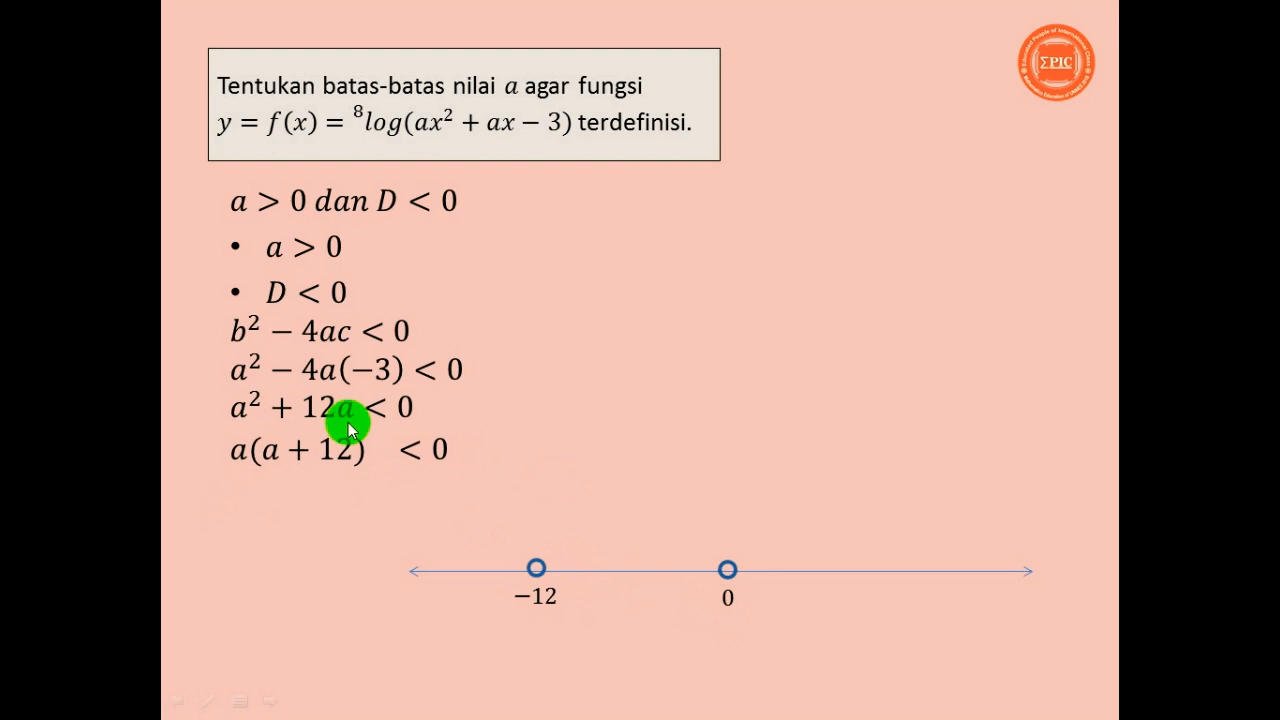 Tentukan batas-batas nilai a agar fungsi
y = f(x) = ⁸log(ax² + ax − 3) terdefinisi.
a > 0 dan D < 0
• a > 0
• D < 0
b² − 4ac < 0
a² − 4a(−3) < 0
a² + 12a < 0
a(a + 12) < 0
−12 0
ΣPIC